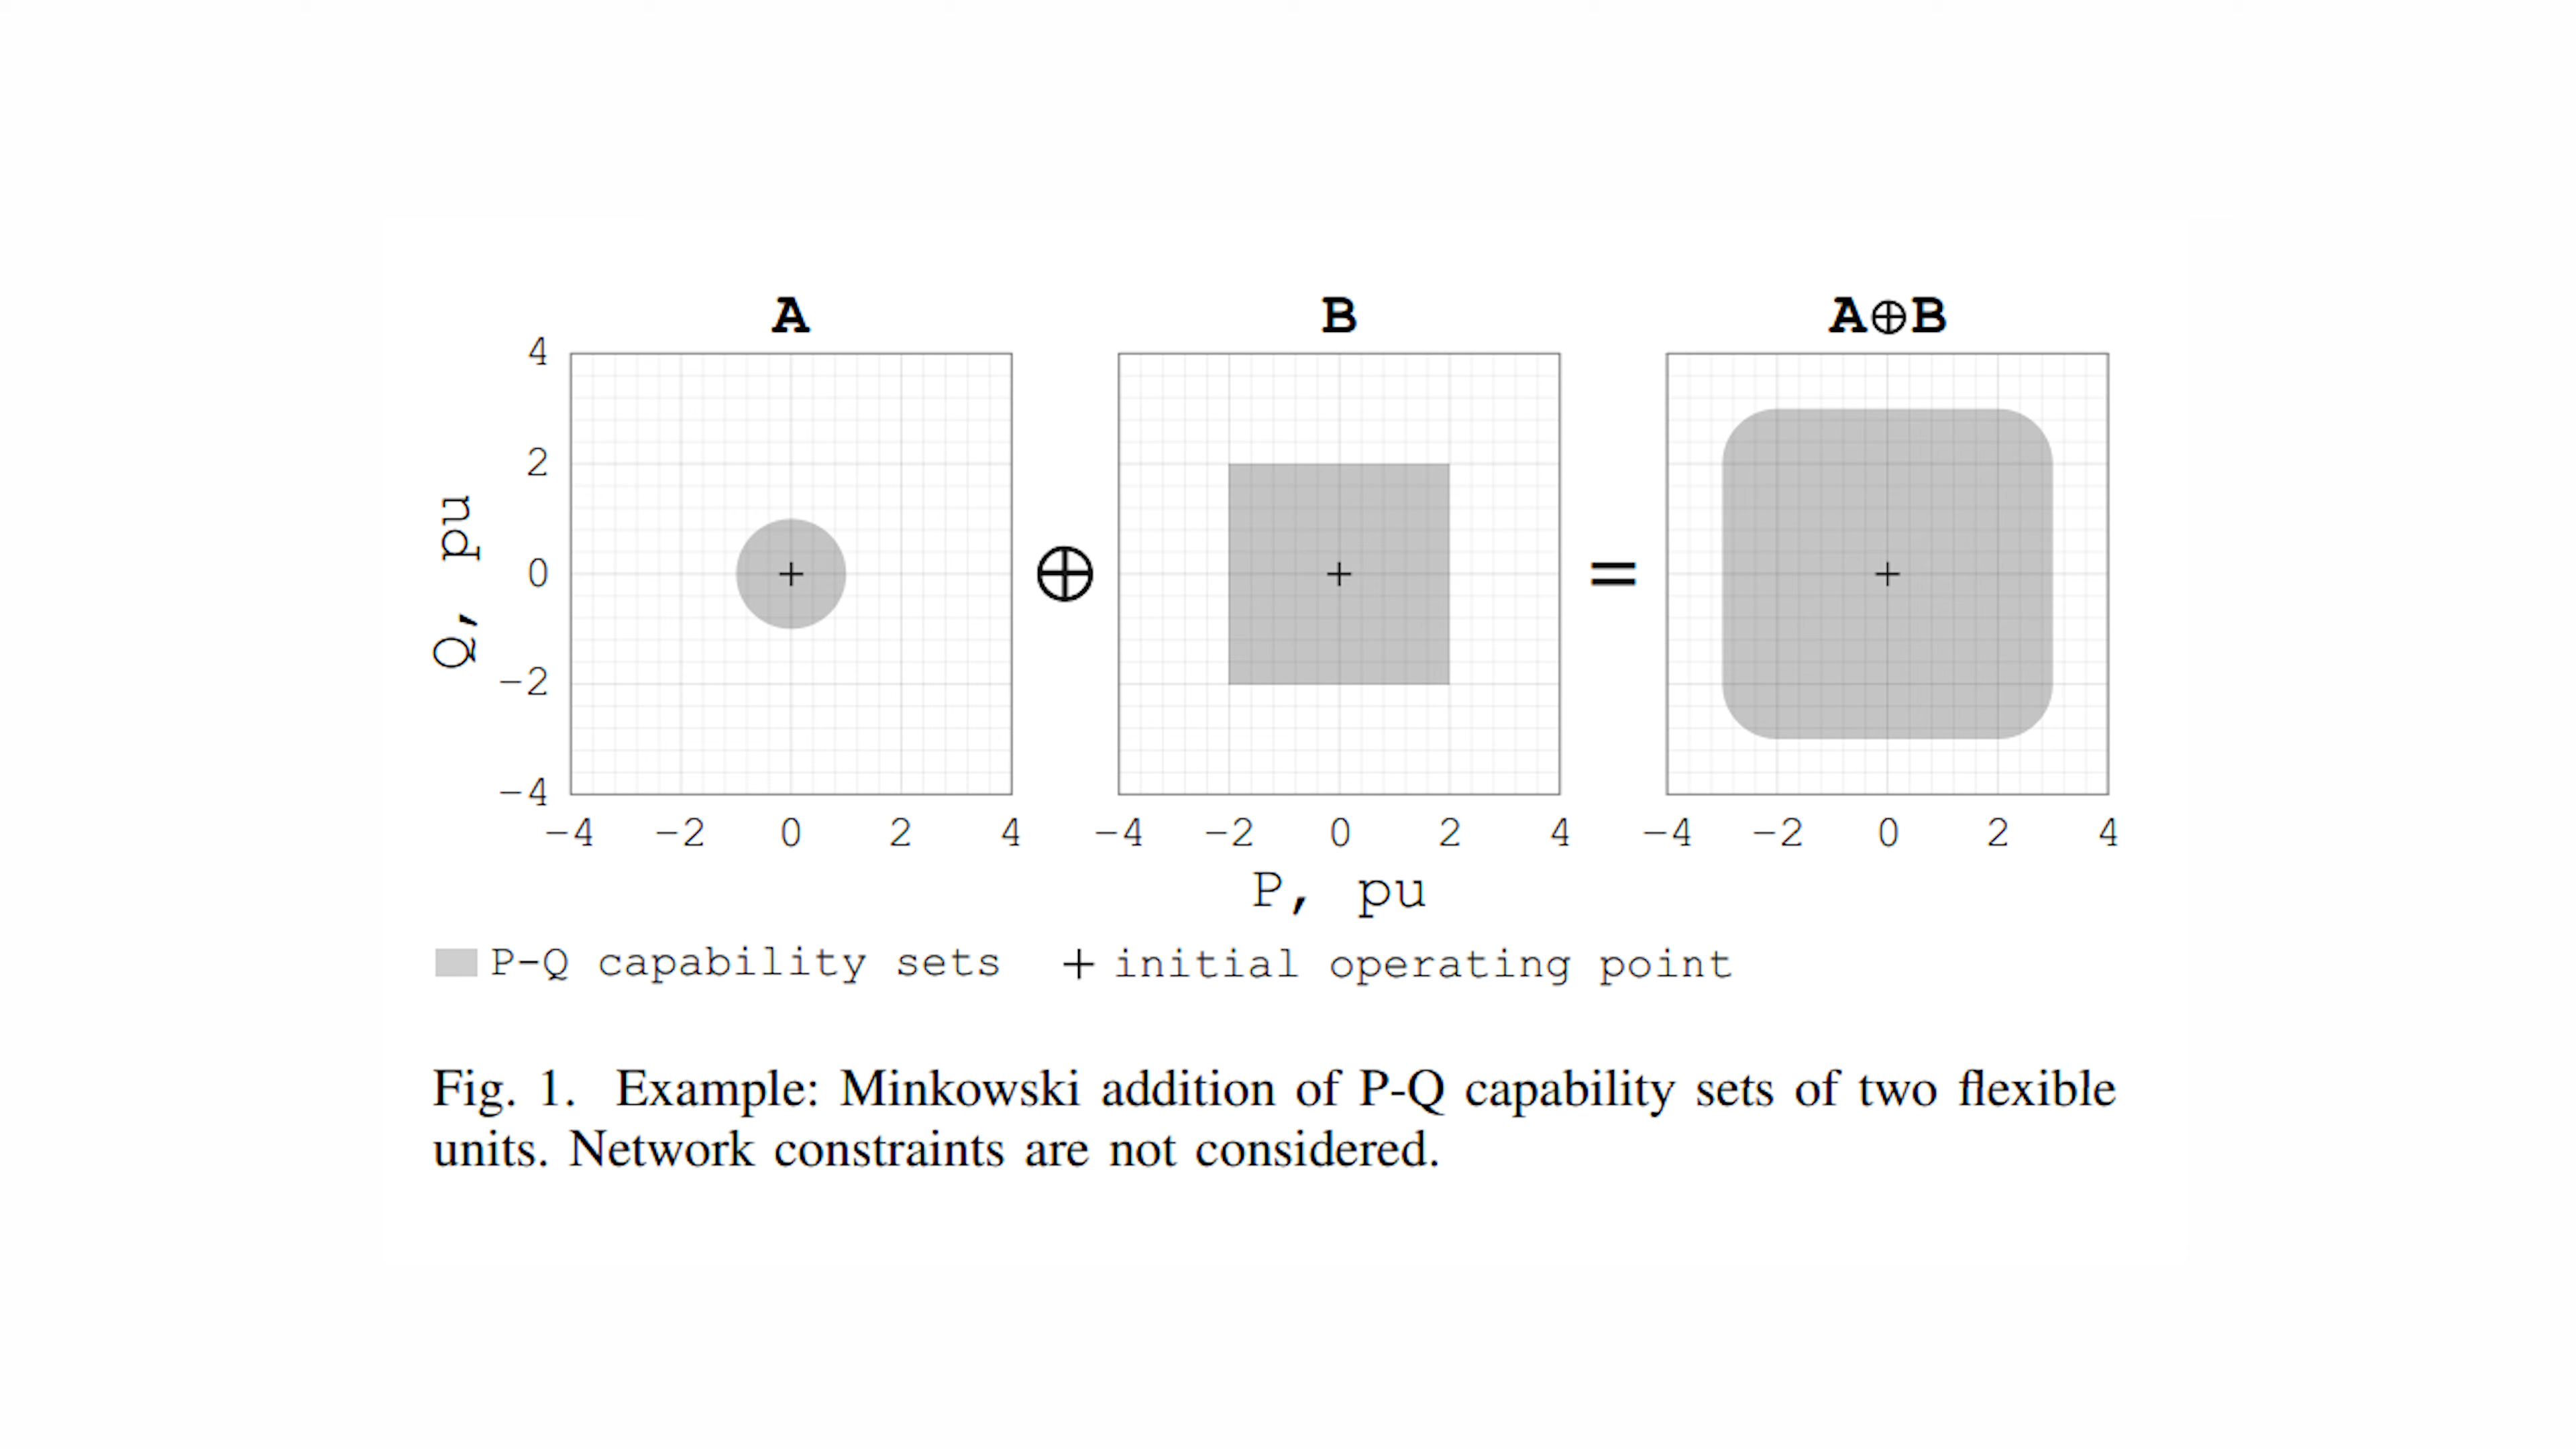 A B A⊕B
4
2
0
−2
−4
Q, pu
⊕ =
−4 −2 0 2 4 −4 −2 0 2 4 −4 −2 0 2 4
P, pu
P-Q capability sets + initial operating point
Fig. 1. Example: Minkowski addition of P-Q capability sets of two flexible
units. Network constraints are not considered.